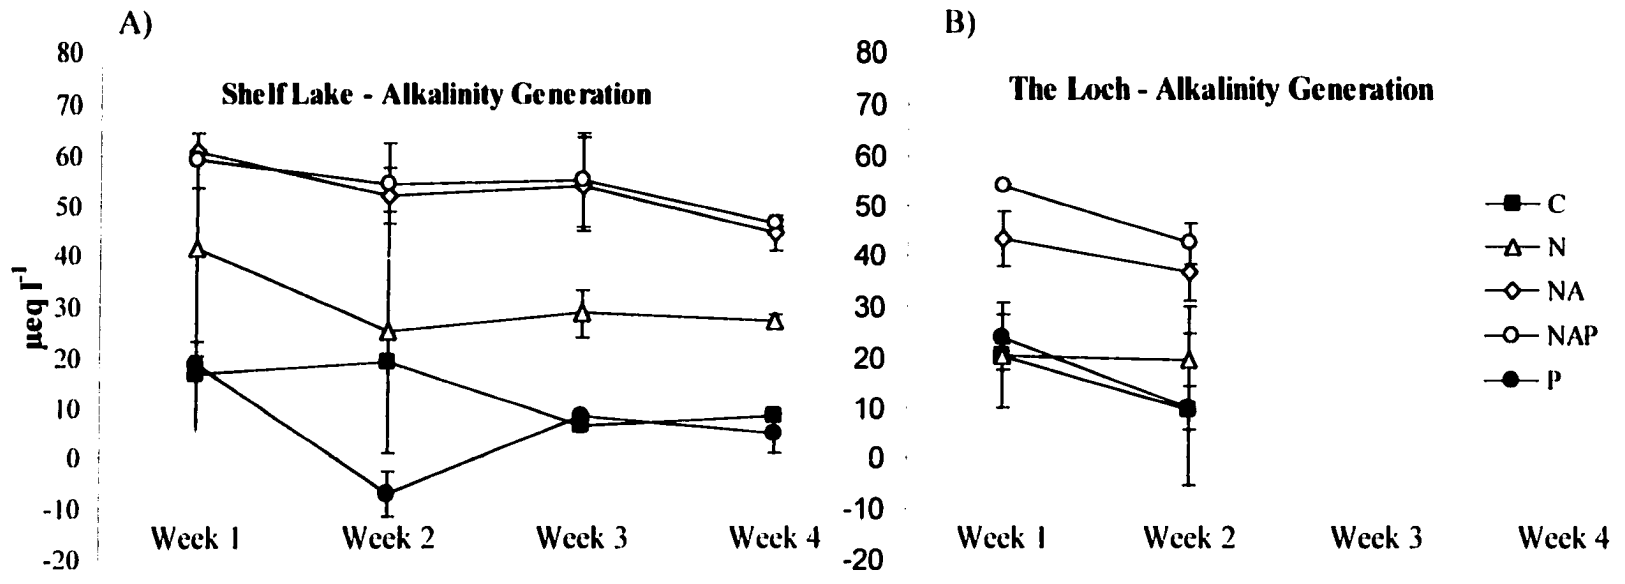 A)
Shelf Lake - Alkalinity Generation
µeq l-1
80
70
60
50
40
30
20
10
0
-10
-20
Week 1 Week 2 Week 3 Week 4
B)
The Loch - Alkalinity Generation
80
70
60
50
40
30
20
10
0
-10
-20
Week 1 Week 2 Week 3 Week 4
C
N
NA
NAP
P